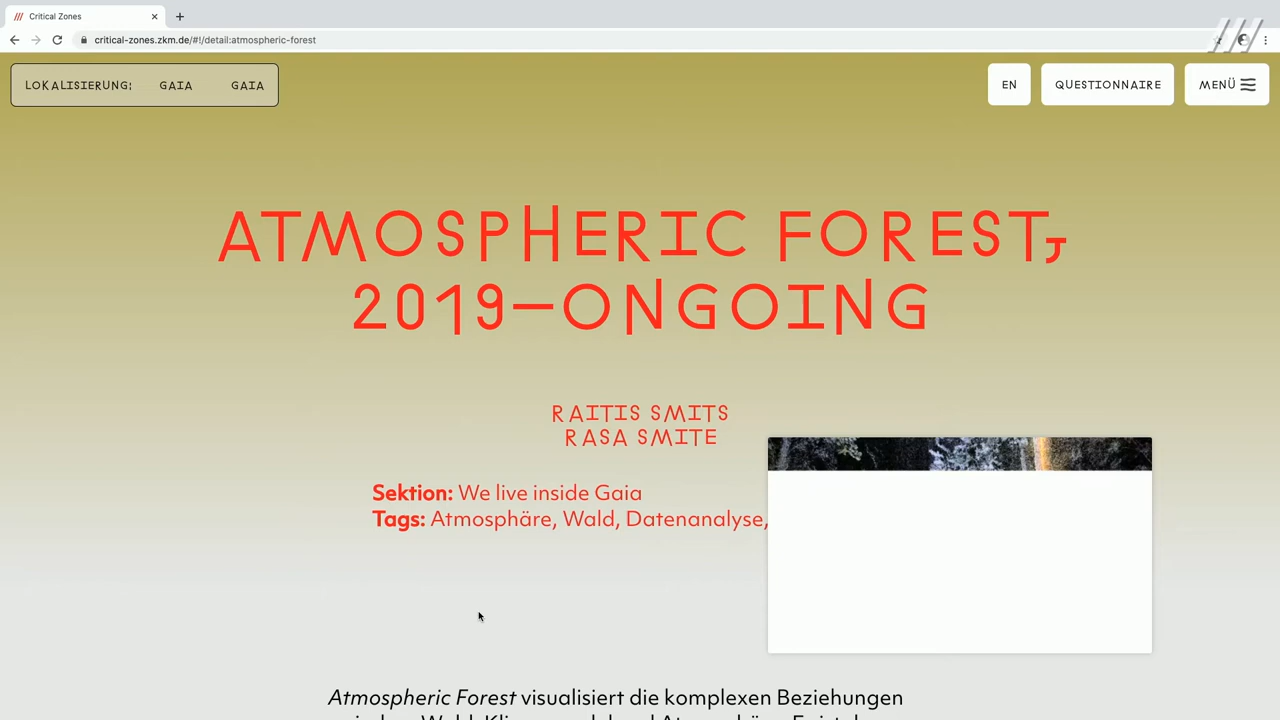 Critical Zones
critical-zones.zkm.de/#!/detail:atmospheric-forest
LOKALISIERUNG: GAIA GAIA
EN
QUESTIONNAIRE
MENÜ
ATMOSPHERIC FOREST,
2019–ONGOING
RAITIS SMITS
RASA SMITE
Sektion: We live inside Gaia
Tags: Atmosphäre, Wald, Datenanalyse,
Atmospheric Forest visualisiert die komplexen Beziehungen